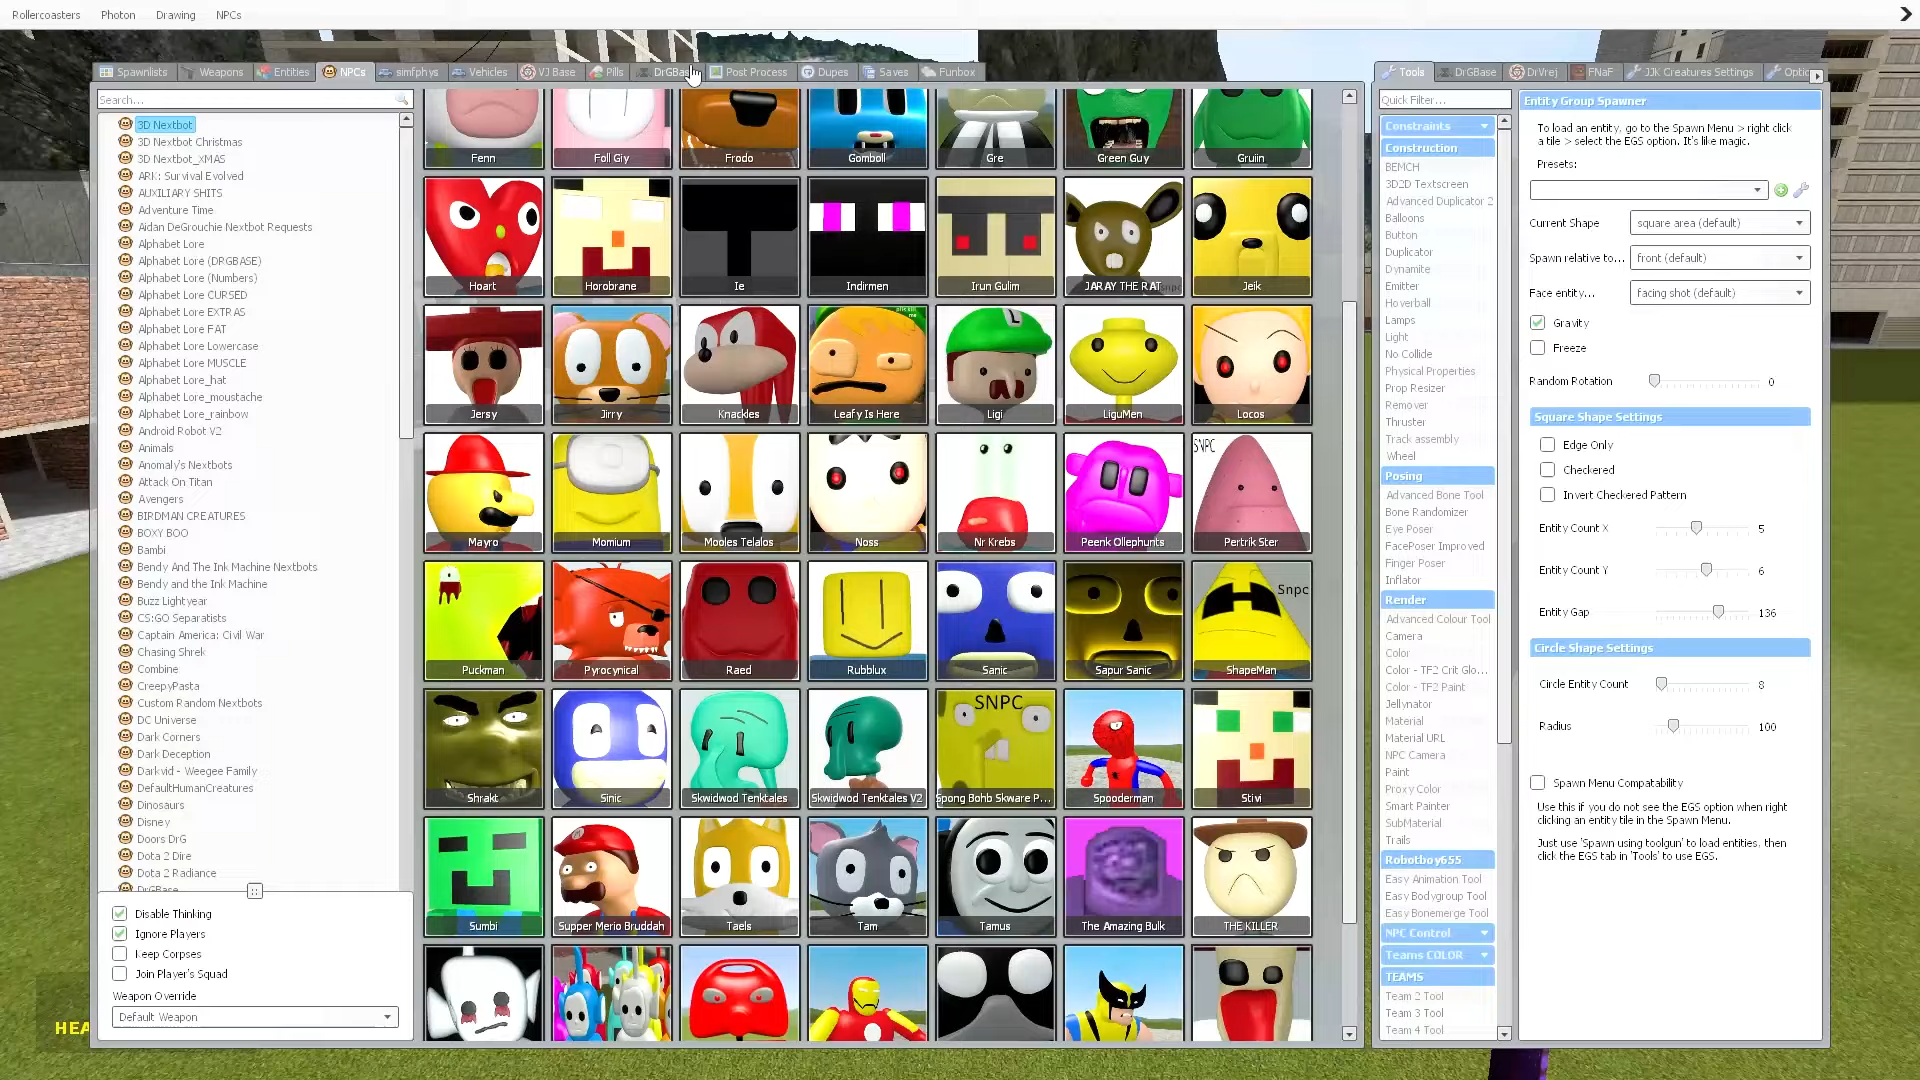 Rollercoasters Photon Drawing NPCs
Spawnlists Weapons Entities NPCs simfphys Vehicles VJ Base Pills DrGBase Post Process Dupes Saves Funbox
Search...
3D Nextbot
3D Nextbot Christmas
3D Nextbot_XMAS
ARK: Survival Evolved
AUXILIARY SHITS
Adventure Time
Aidan DeGrouchie Nextbot Requests
Alphabet Lore
Alphabet Lore (DRGBASE)
Alphabet Lore (Numbers)
Alphabet Lore CURSED
Alphabet Lore EXTRAS
Alphabet Lore FAT
Alphabet Lore Lowercase
Alphabet Lore MUSCLE
Alphabet Lore_hat
Alphabet Lore_moustache
Alphabet Lore_rainbow
Android Robot V2
Animals
Anomaly's Nextbots
Attack On Titan
Avengers
BIRDMAN CREATURES
BOXY BOO
Bambi
Bendy And The Ink Machine Nextbots
Bendy and the Ink Machine
Buzz Lightyear
CS:GO Separatists
Captain America: Civil War
Chasing Shrek
Combine
CreepyPasta
Custom Random Nextbots
DC Universe
Dark Corners
Dark Deception
Darkvid - Weegee Family
DefaultHumanCreatures
Dinosaurs
Disney
Doors DrG
Dota 2 Dire
Dota 2 Radiance
DrGBase
Disable Thinking
Ignore Players
Keep Corpses
Join Player's Squad
Weapon Override
Default Weapon
HEA
Fenn Foll Gly Frodo Gomboll Gre Green Guy Gruiin
Hoart Horobrane Ie Indirmen Irun Gulim JARAY THE RAT Jeik
Jersy Jirry Knackles Leafy Is Here Ligi LiguMen Locos
SNPC
Mayro Momium Mooles Telalos Noss Nr Krebs Peenk Ollephunts Pertrik Ster
Snpc
Puckman Pyrocynical Raed Rubblux Sanic Sapur Sanic ShapeMan
SNPC
Shrakt Sinic Skwidwod Tenktales Skwidwod Tenktales V2 Spong Bohb Skware P... Spooderman Stivi
Sumbi Supper Merio Bruddah Taels Tam Tamus The Amazing Bulk THE KILLER
Tools DrGBase DrVrej FNaF JJK Creatures Settings Optic
Quick Filter...
Constraints
Construction
BEMCH
3D2D Textscreen
Advanced Duplicator 2
Balloons
Button
Duplicator
Dynamite
Emitter
Hoverball
Lamps
Light
No Collide
Physical Properties
Prop Resizer
Remover
Thruster
Track assembly
Wheel
Posing
Advanced Bone Tool
Bone Randomizer
Eye Poser
FacePoser Improved
Finger Poser
Inflator
Render
Advanced Colour Tool
Camera
Color
Color - TF2 Crit Glo...
Color - TF2 Paint
Jellynator
Material
Material URL
NPC Camera
Paint
Proxy Color
Smart Painter
SubMaterial
Trails
Robotboy655
Easy Animation Tool
Easy Bodygroup Tool
Easy Bonemerge Tool
NPC Control
Teams COLOR
TEAMS
Team 2 Tool
Team 3 Tool
Team 4 Tool
Entity Group Spawner
To load an entity, go to the Spawn Menu > right click
a tile > select the EGS option. It's like magic.
Presets:
Current Shape square area (default)
Spawn relative to... front (default)
Face entity... facing shot (default)
Gravity
Freeze
Random Rotation 0
Square Shape Settings
Edge Only
Checkered
Invert Checkered Pattern
Entity Count X 5
Entity Count Y 6
Entity Gap 136
Circle Shape Settings
Circle Entity Count 8
Radius 100
Spawn Menu Compatability
Use this if you do not see the EGS option when right
clicking an entity tile in the Spawn Menu.
Just use 'Spawn using toolgun' to load entities, then
click the EGS tab in 'Tools' to use EGS.